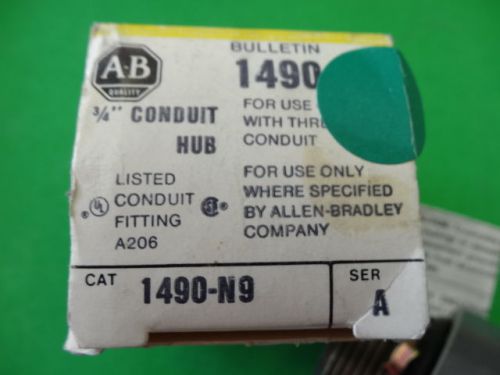 BULLETIN
A-B
QUALITY
1490
3/4" CONDUIT
HUB
FOR USE
WITH
CONDUIT
LISTED
CONDUIT
FITTING
A206
FOR USE ONLY
WHERE SPECIFIED
BY ALLEN-BRADLEY
COMPANY
CAT 1490-N9
SER
A